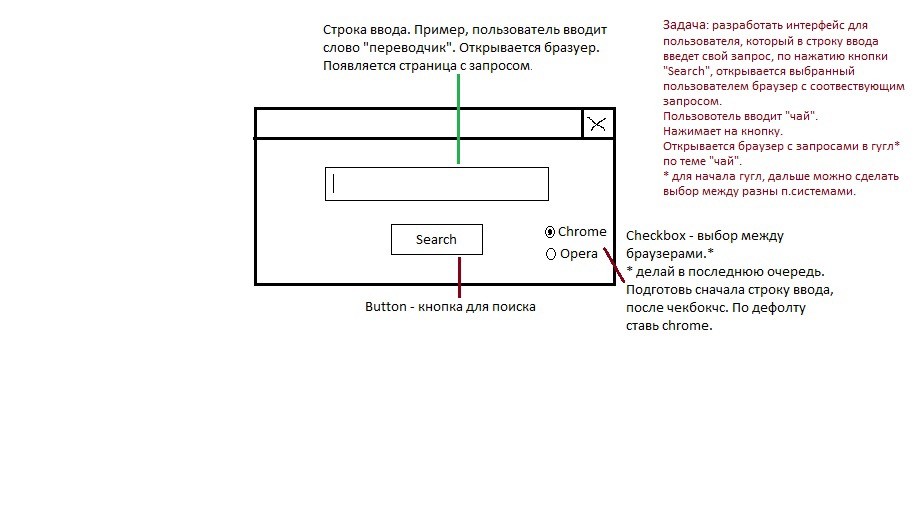 Строка ввода. Пример, пользователь вводит
слово "переводчик". Открывается бразуер.
Появляется страница с запросом.
Задача: разработать интерфейс для
пользователя, который в строку ввода
введет свой запрос, по нажатию кнопки
"Search", открывается выбранный
пользователем браузер с соотвествующим
запросом.
Пользовотель вводит "чай".
Нажимает на кнопку.
Открывается браузер с запросами в гугл*
по теме "чай".
* для начала гугл, дальше можно сделать
выбор между разны п.системами.
Search
Chrome
Opera
Checkbox - выбор между
браузерами.*
* делай в последнюю очередь.
Подготовь сначала строку ввода,
после чекбокчс. По дефолту
ставь chrome.
Button - кнопка для поиска